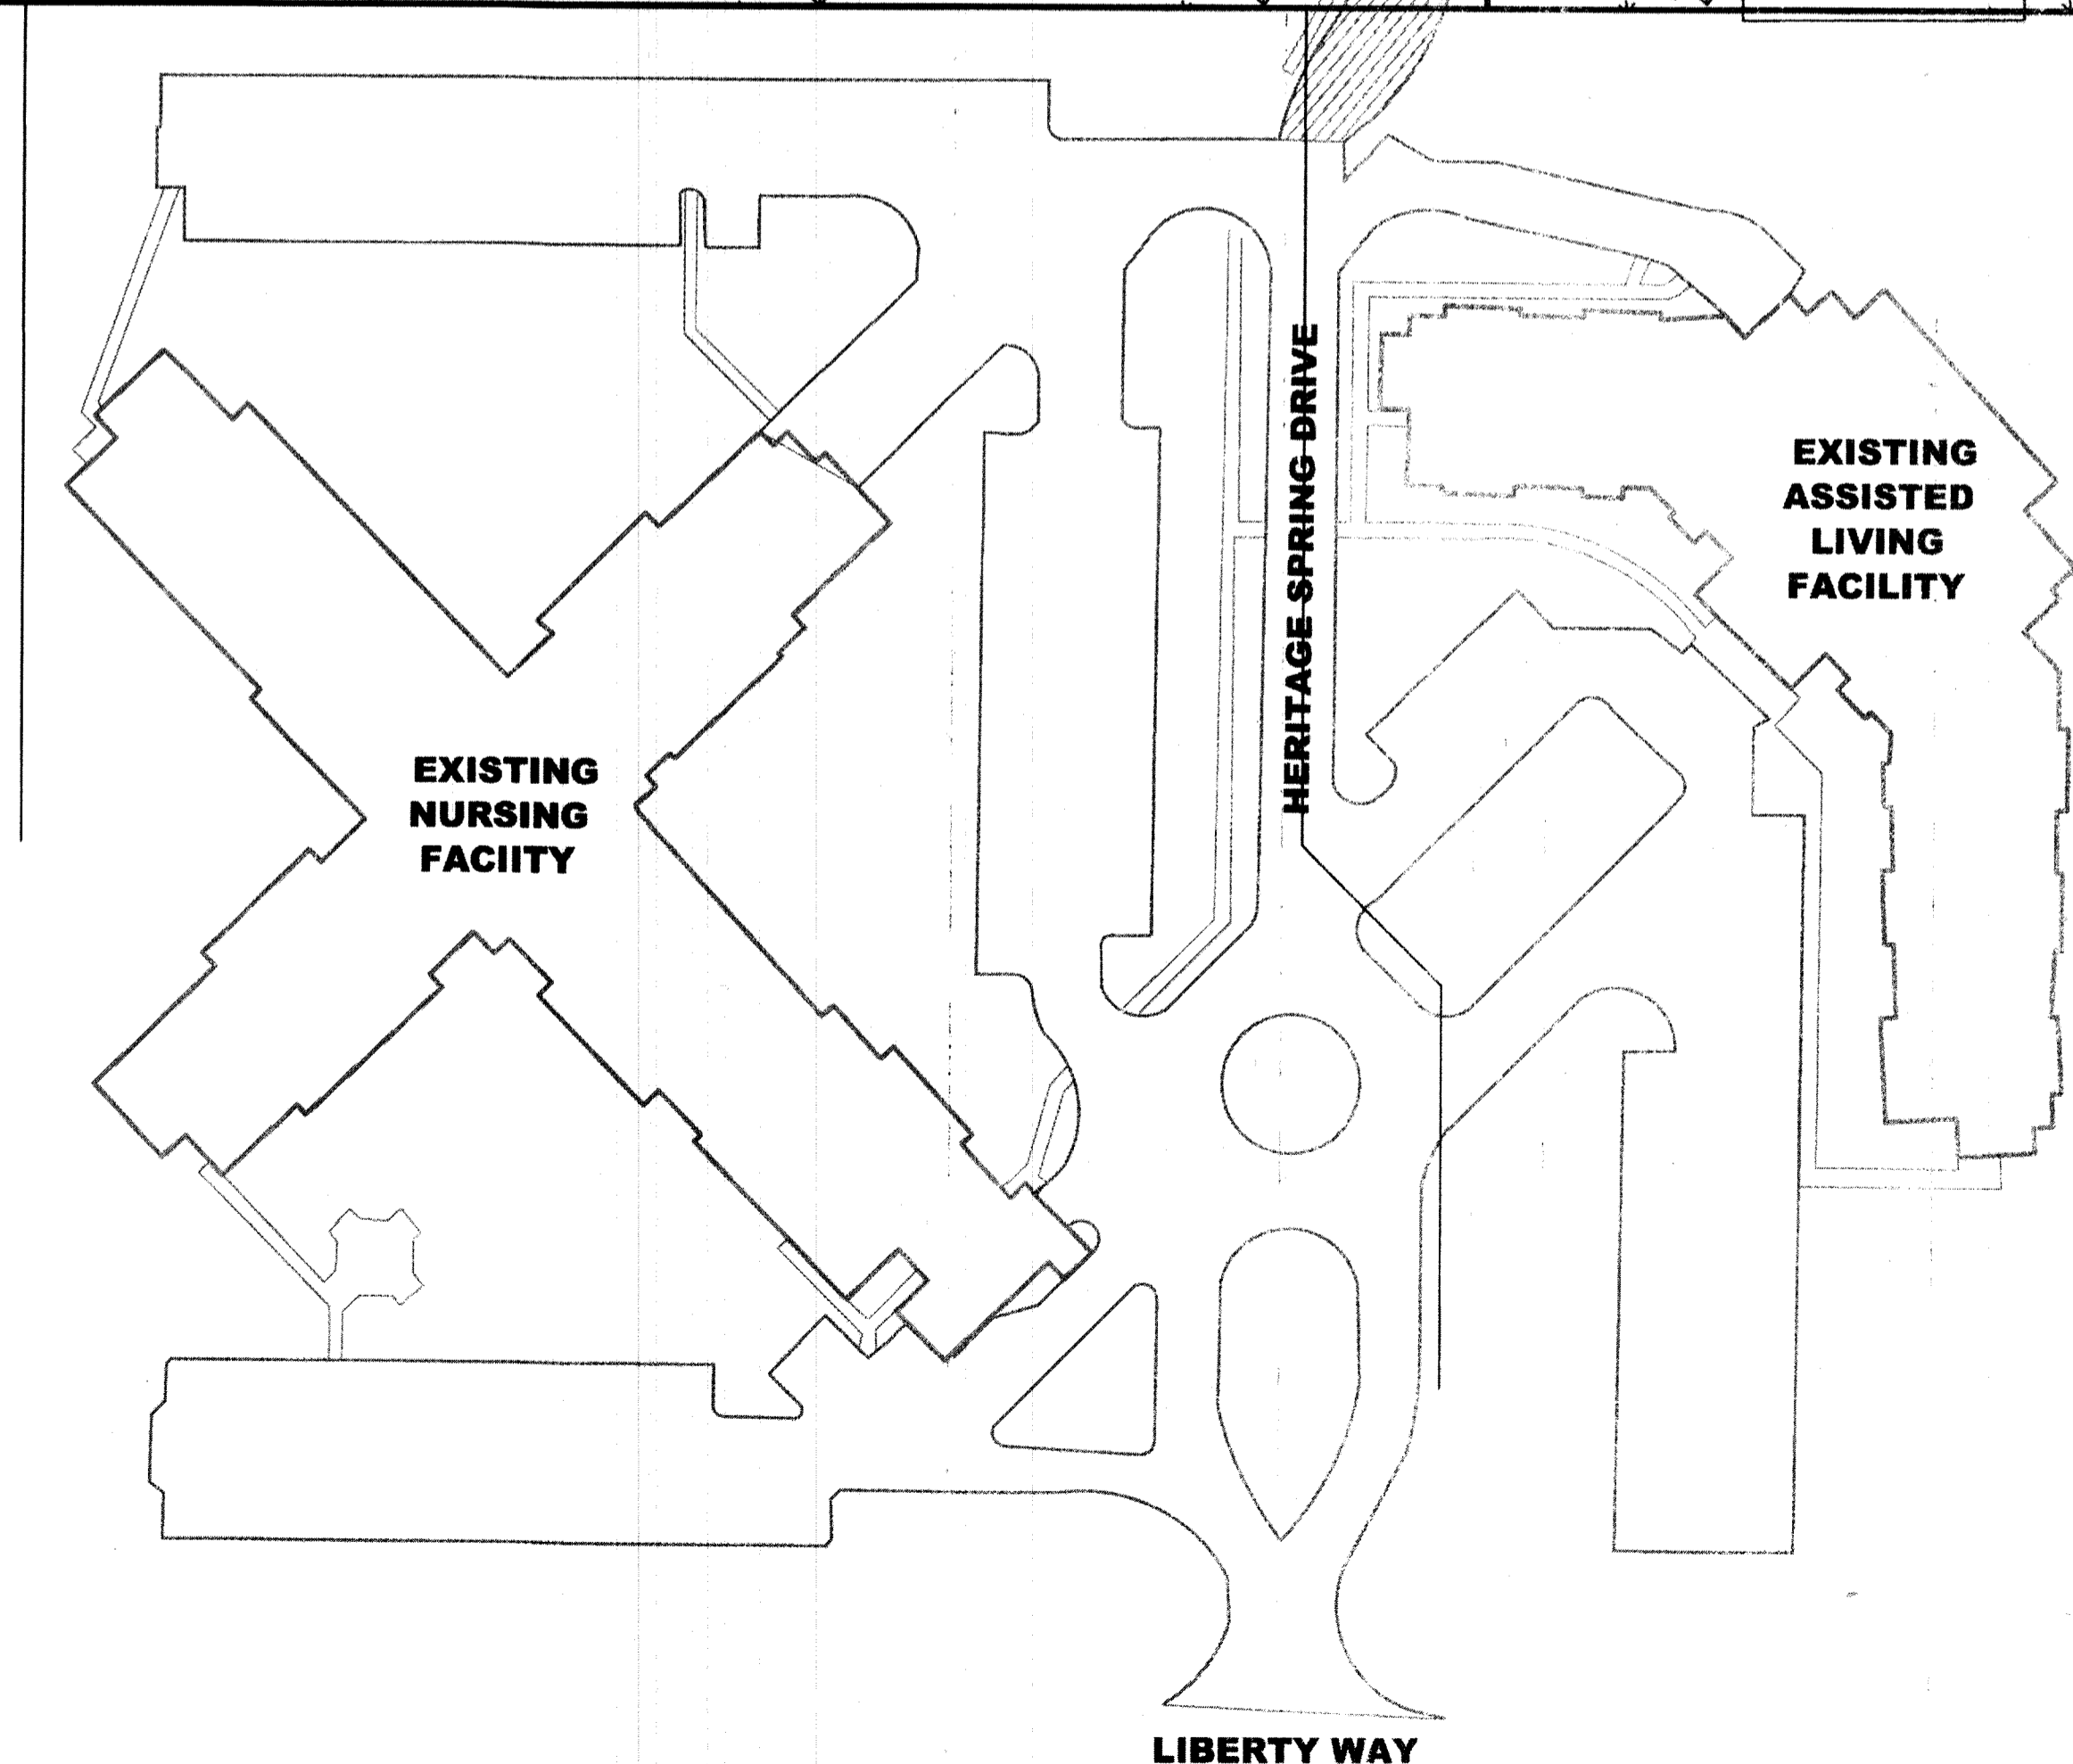 HERITAGE SPRING DRIVE
EXISTING
ASSISTED
LIVING
FACILITY
EXISTING
NURSING
FACIITY
LIBERTY WAY